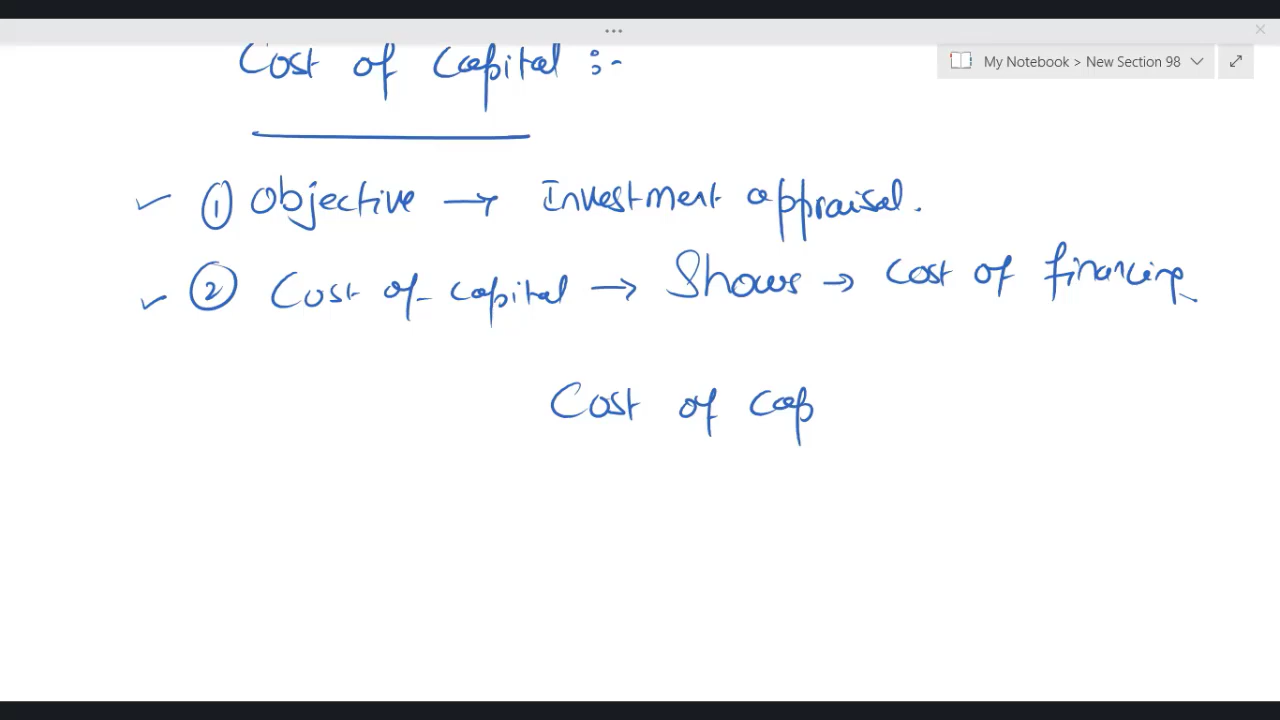 Cost of Capital :-
My Notebook > New Section 98
① Objective → Investment appraisal.
② Cost of capital → Shows → Cost of financing
Cost of cap